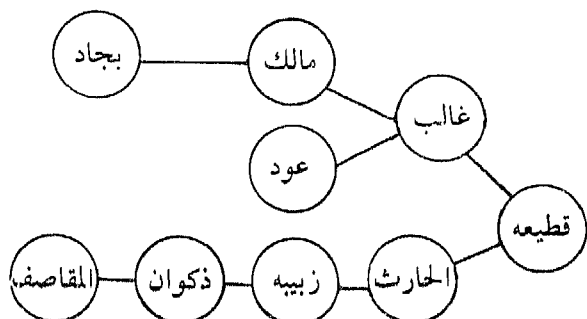 بجاد
مالك
غالب
عود
قطيعه
الحارث
زبيبه
ذكوان
المقاصف